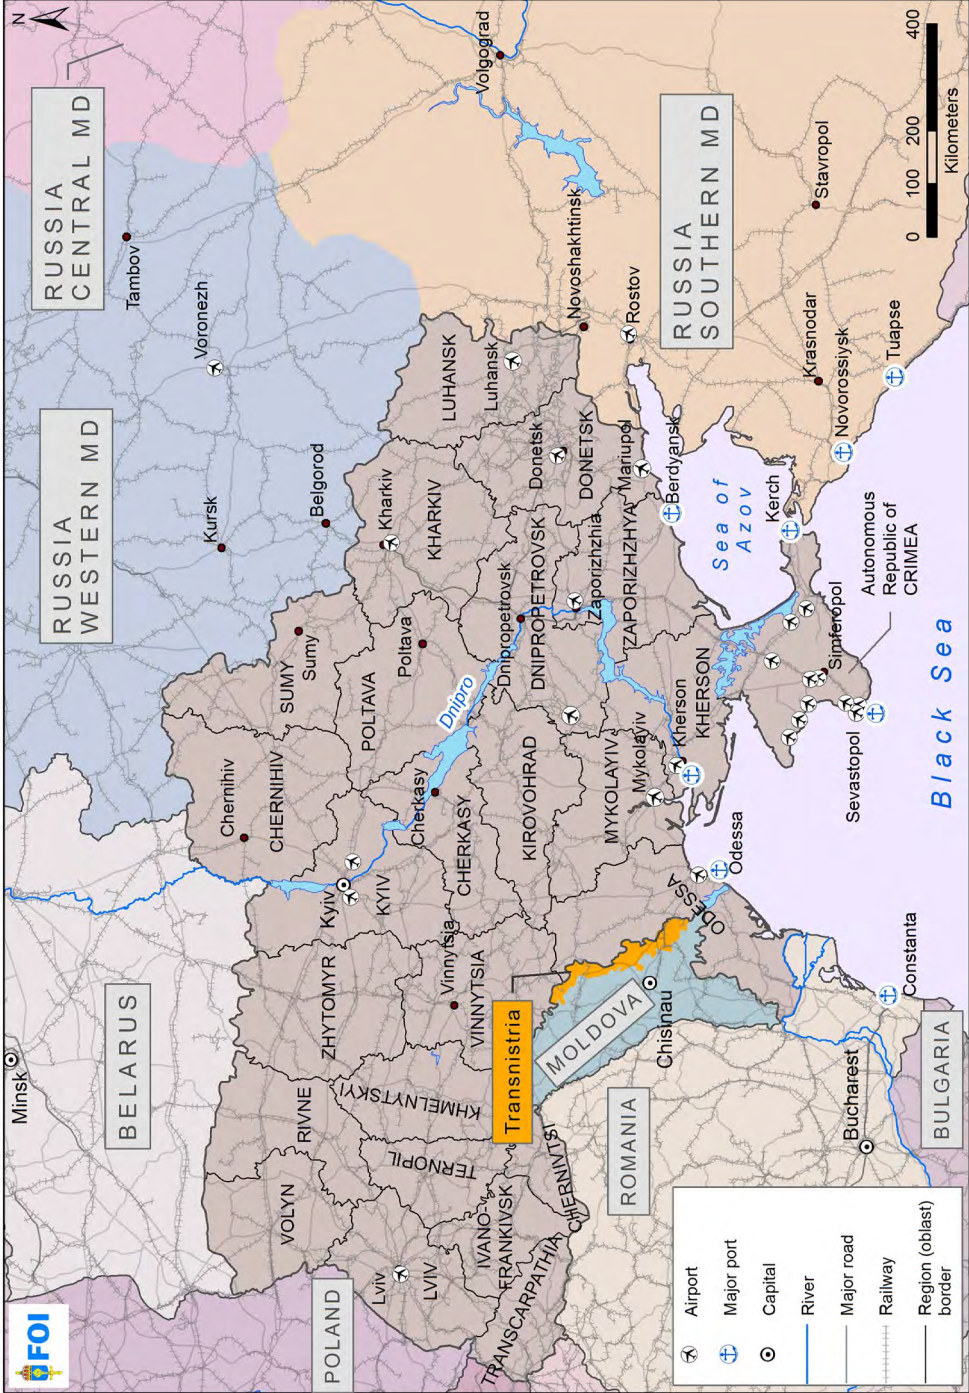 FOI
N
RUSSIA
CENTRAL MD
RUSSIA
WESTERN MD
RUSSIA
SOUTHERN MD
BELARUS
POLAND
ROMANIA
BULGARIA
MOLDOVA
Transnistria
Minsk
Tambov
Voronezh
Kursk
Belgorod
Volgograd
Novoshakhtinsk
Rostov
Stavropol
Krasnodar
Novorossiysk
Tuapse
VOLYN
RIVNE
ZHYTOMYR
Kyiv
KYIV
Chernihiv
CHERNIHIV
SUMY
Sumy
Lviv
LVIV
TERNOPIL
KHMELNYTSKYI
Vinnytsia
VINNYTSIA
Cherkasy
CHERKASY
POLTAVA
Poltava
Dnipro
Kharkiv
KHARKIV
LUHANSK
Luhansk
IVANO-
FRANKIVSK
TRANSCARPATHIA
CHERNIVTSI
KIROVOHRAD
Dnipropetrovsk
DNIPROPETROVSK
Donetsk
DONETSK
Zaporizhzhia
ZAPORIZHZHYA
Mariupol
Berdyansk
MYKOLAYIV
Mykolayiv
Kherson
KHERSON
ODESSA
Odessa
Chisinau
Bucharest
Constanta
Sea of
Azov
Kerch
Simferopol
Sevastopol
Autonomous
Republic of
CRIMEA
Black Sea
Airport
Major port
Capital
River
Major road
Railway
Region (oblast)
border
0 100 200 400
Kilometers